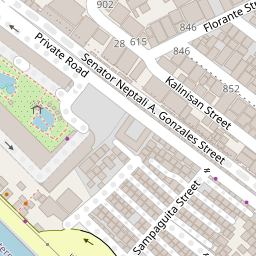 902
Florante Street
28
615
846
846
Private Road
Senator Neptali A. Gonzales Street
Kalinisan Street
852
Sampaguita Street